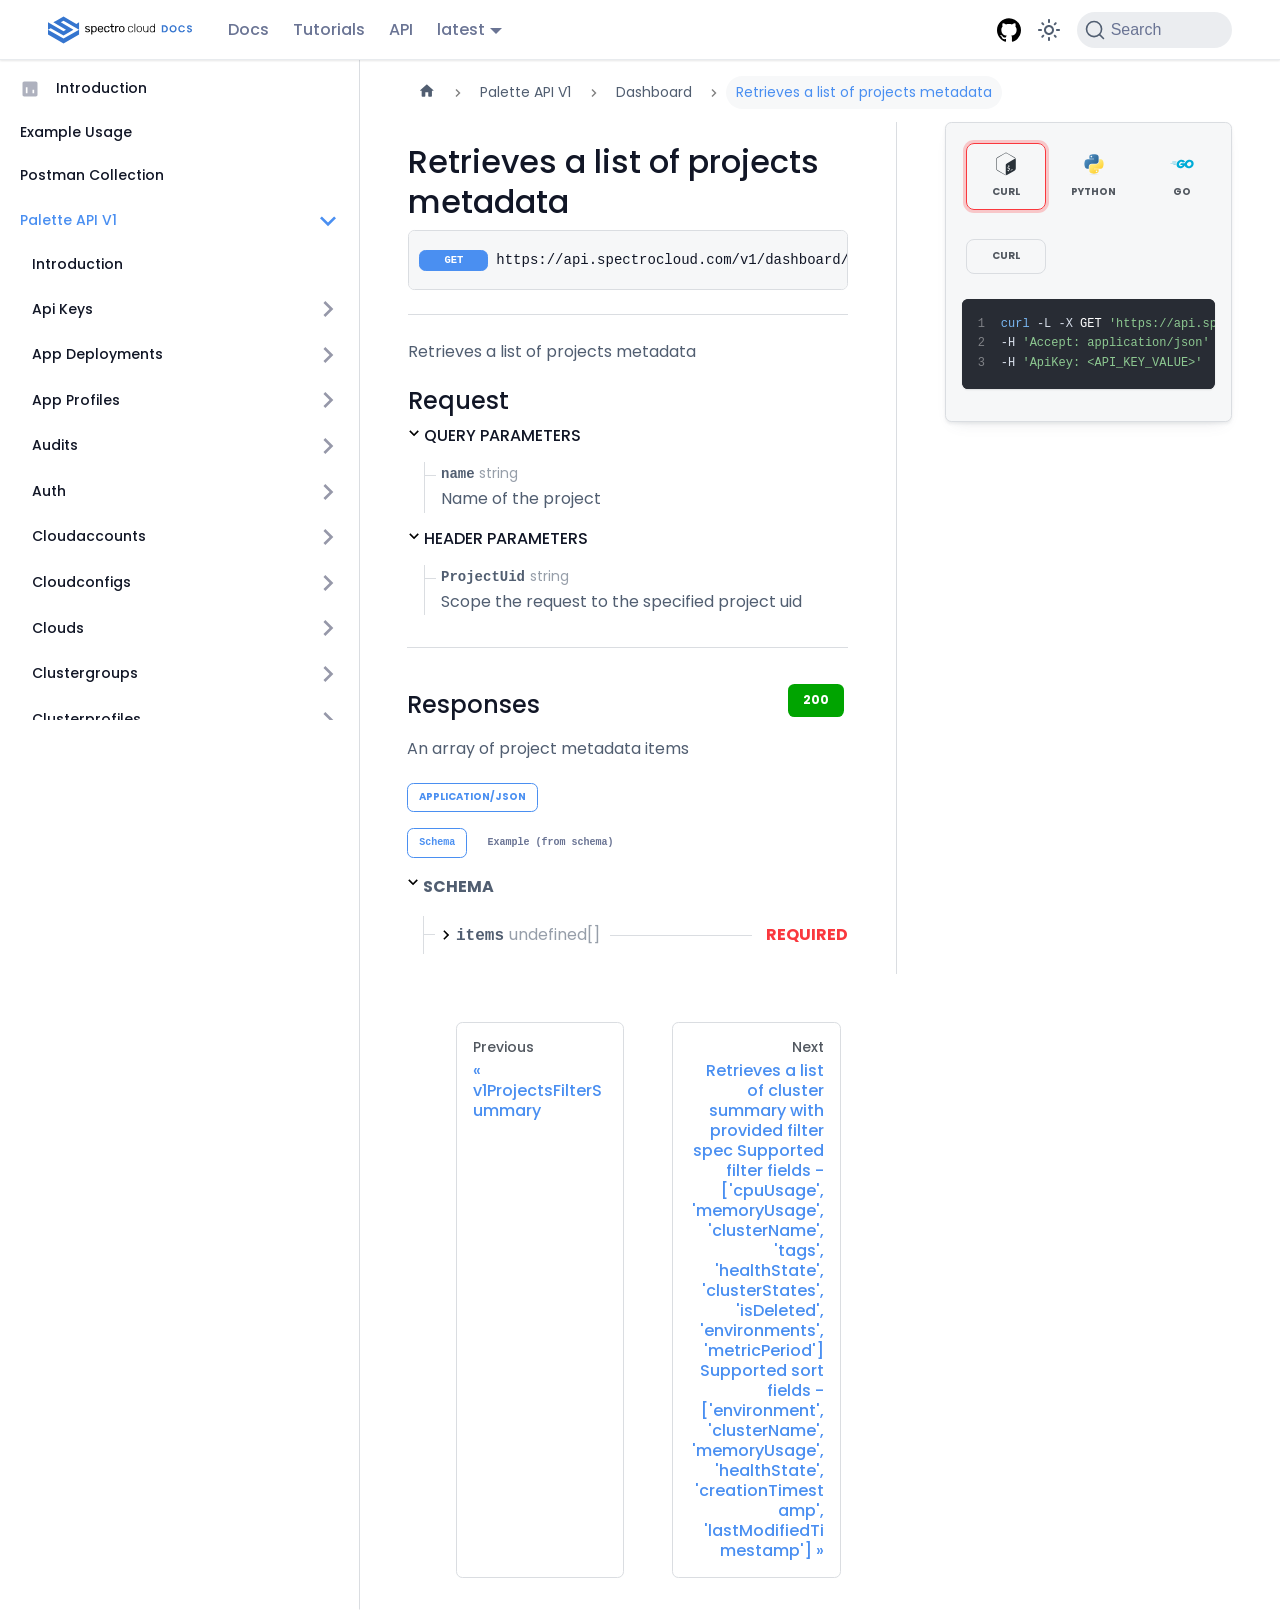 spectro cloud DOCS
Docs
Tutorials
API
latest
Search
Introduction
Example Usage
Postman Collection
Palette API V1
Introduction
Api Keys
App Deployments
App Profiles
Audits
Auth
Cloudaccounts
Cloudconfigs
Clouds
Clustergroups
Clusterprofiles
Palette API V1
Dashboard
Retrieves a list of projects metadata
Retrieves a list of projects
metadata
GET https://api.spectrocloud.com/v1/dashboard/
Retrieves a list of projects metadata
Request
QUERY PARAMETERS
name string
Name of the project
HEADER PARAMETERS
ProjectUid string
Scope the request to the specified project uid
Responses
200
An array of project metadata items
APPLICATION/JSON
Schema
Example (from schema)
SCHEMA
items undefined[]
REQUIRED
CURL
PYTHON
GO
CURL
1 curl -L -X GET 'https://api.sp
2 -H 'Accept: application/json'
3 -H 'ApiKey: <API_KEY_VALUE>'
Previous
«
v1ProjectsFilterS
ummary
Next
Retrieves a list
of cluster
summary with
provided filter
spec Supported
filter fields -
['cpuUsage',
'memoryUsage',
'clusterName',
'tags',
'healthState',
'clusterStates',
'isDeleted',
'environments',
'metricPeriod']
Supported sort
fields -
['environment',
'clusterName',
'memoryUsage',
'healthState',
'creationTimest
amp',
'lastModifiedTi
mestamp'] »